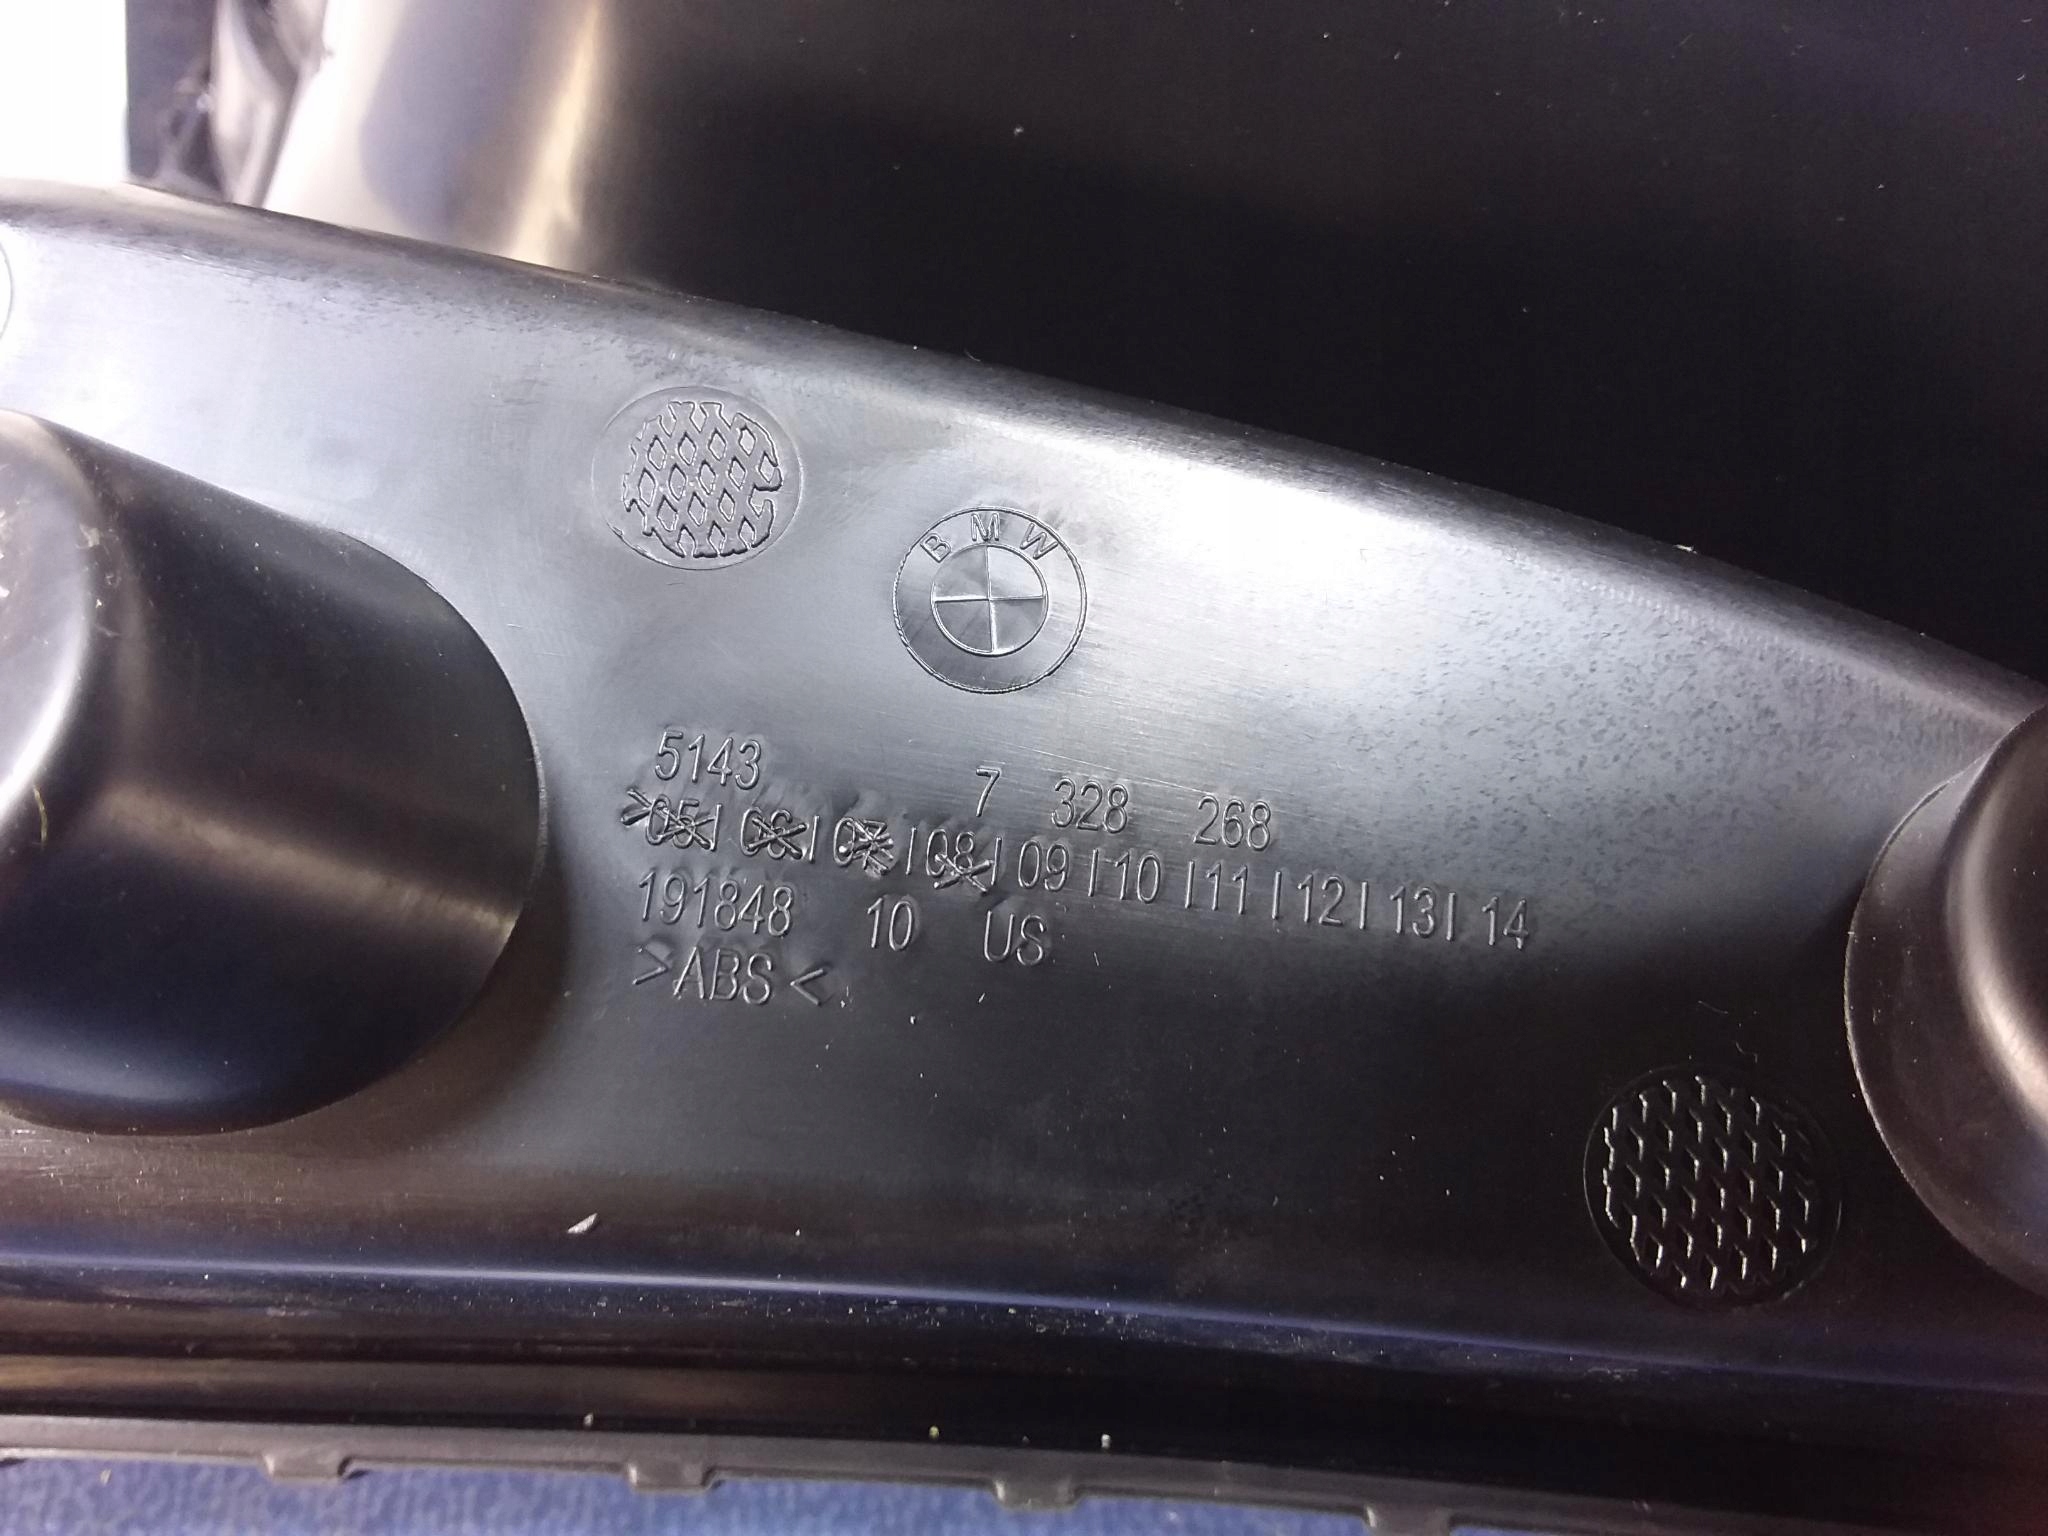 BMW
5143 7 328 268
>05| 06 | 07 | 08 | 09 | 10 | 11 | 12 | 13 | 14
191848 10 US
>ABS<